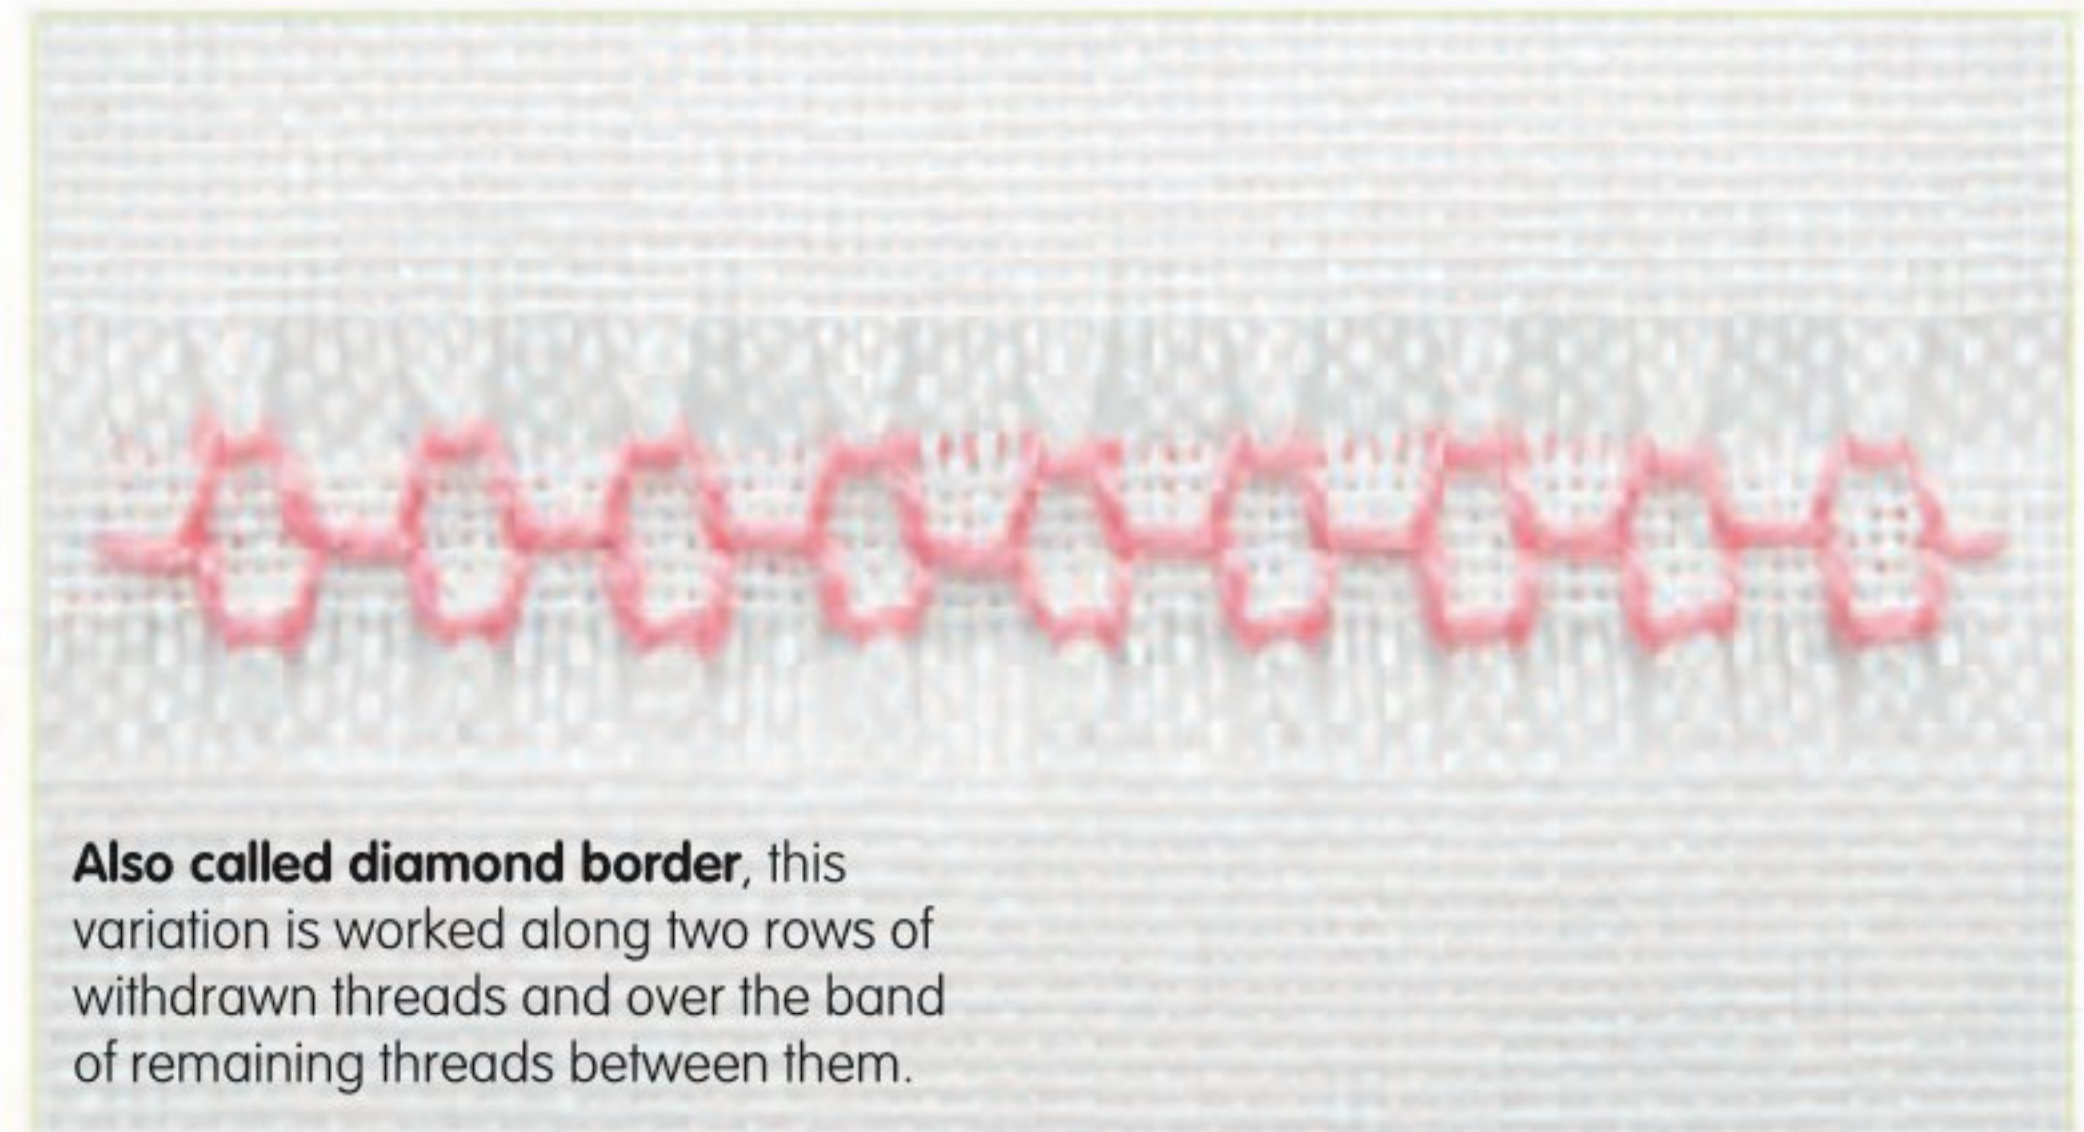 Also called diamond border, this
variation is worked along two rows of
withdrawn threads and over the band
of remaining threads between them.